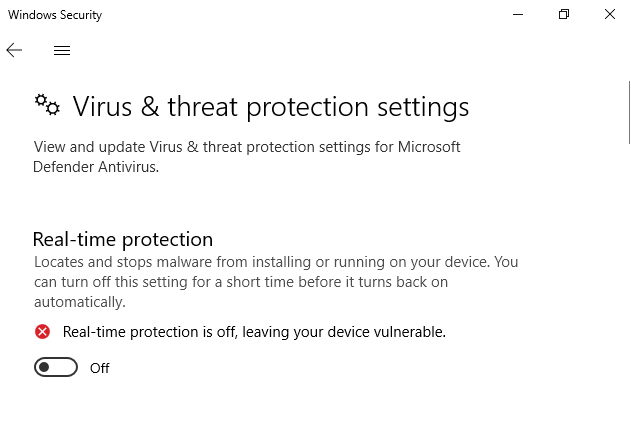 Windows Security
Virus & threat protection settings
View and update Virus & threat protection settings for Microsoft
Defender Antivirus.
Real-time protection
Locates and stops malware from installing or running on your device. You
can turn off this setting for a short time before it turns back on
automatically.
Real-time protection is off, leaving your device vulnerable.
Off